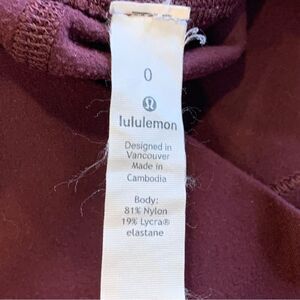 0
lululemon
Designed in
Vancouver
Made in
Cambodia
Body:
81% Nylon
19% Lycra®
elastane